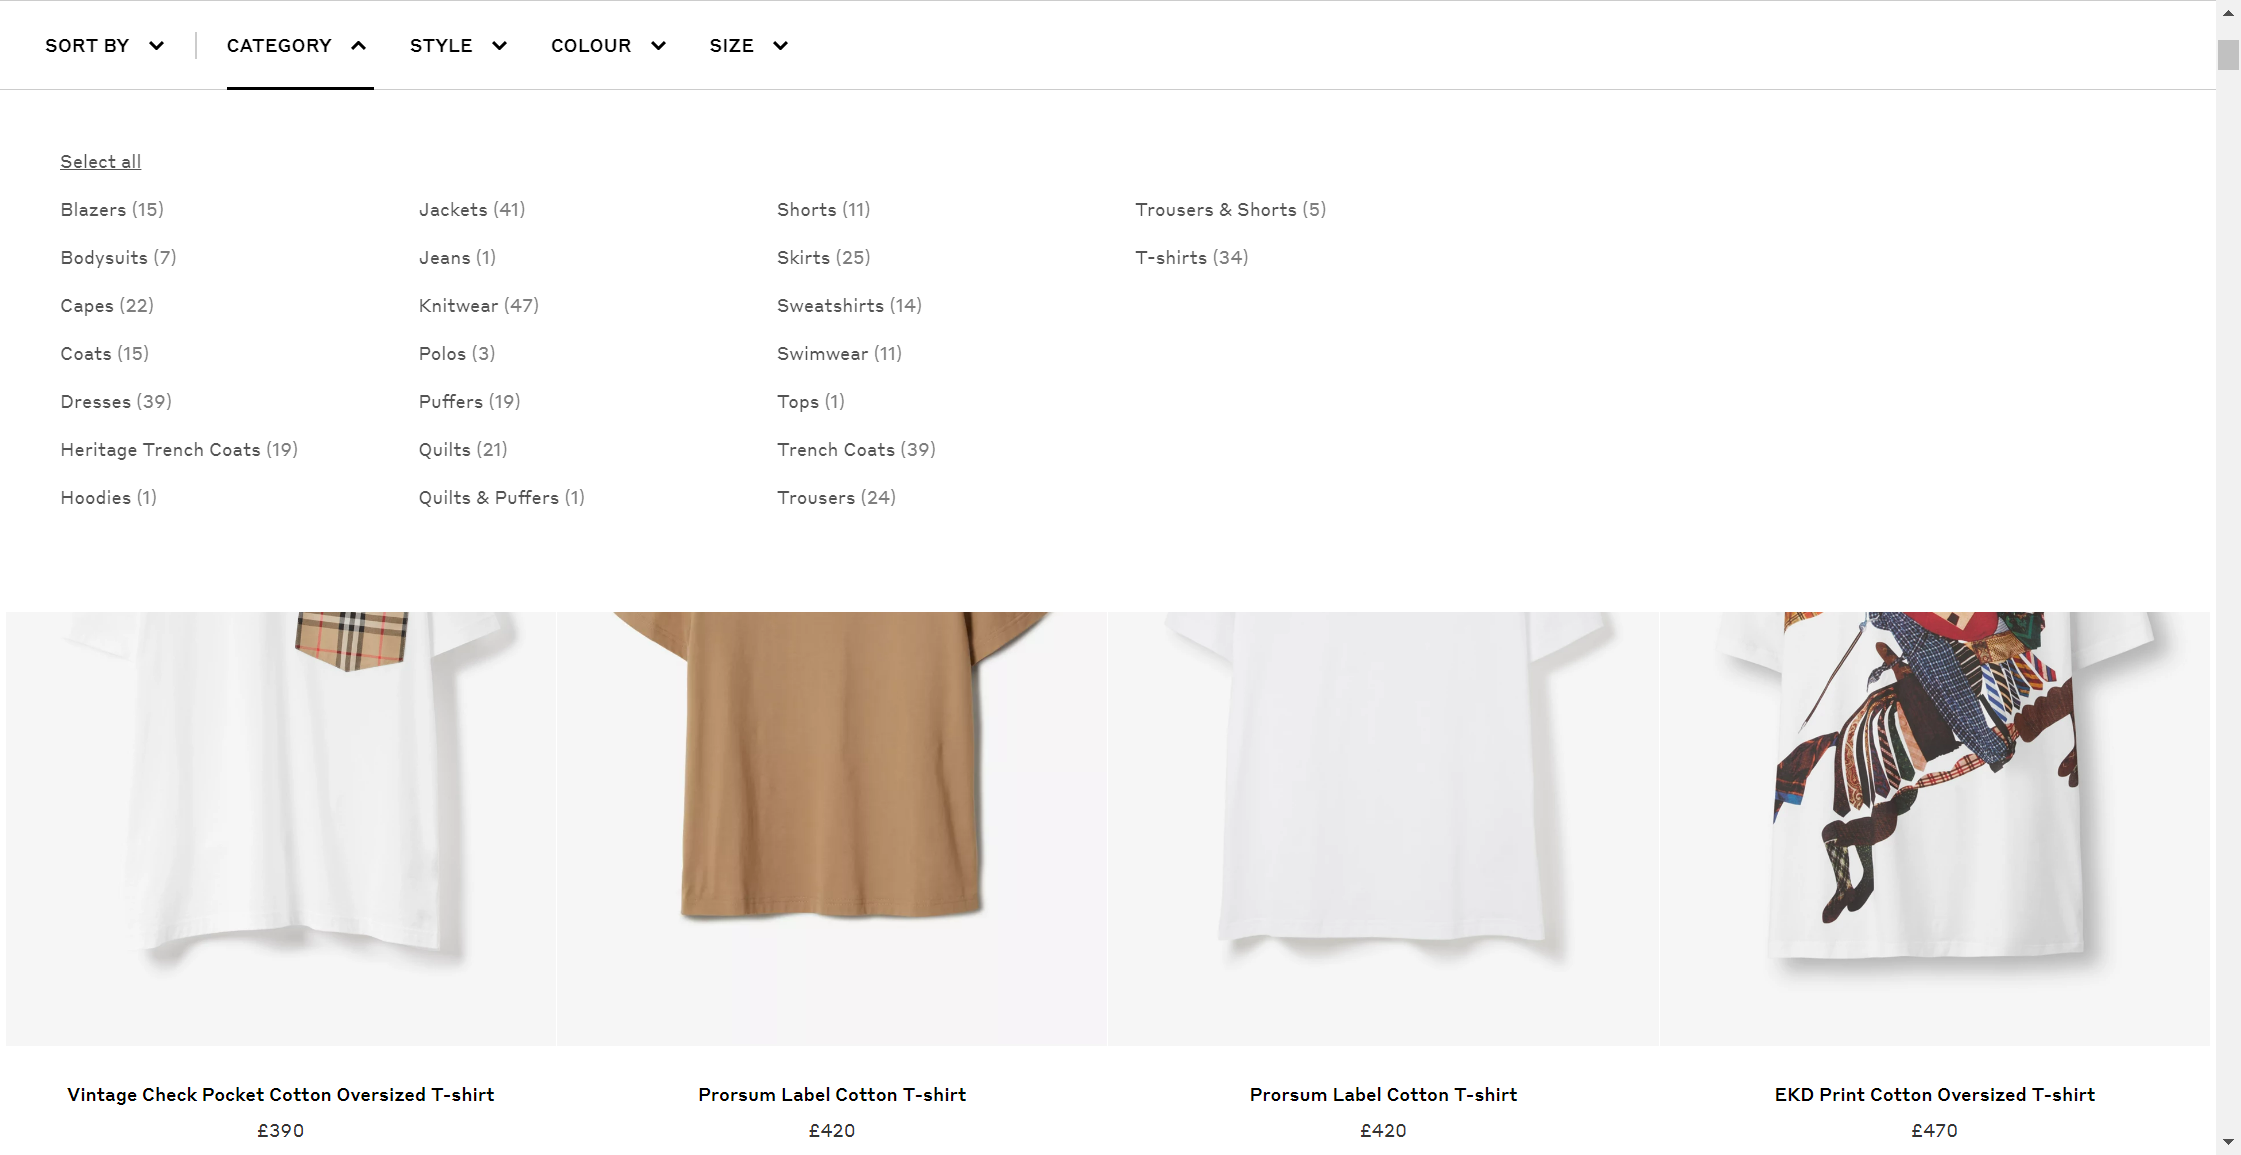 SORT BY
CATEGORY
STYLE
COLOUR
SIZE
Select all
Blazers (15)
Bodysuits (7)
Capes (22)
Coats (15)
Dresses (39)
Heritage Trench Coats (19)
Hoodies (1)
Jackets (41)
Jeans (1)
Knitwear (47)
Polos (3)
Puffers (19)
Quilts (21)
Quilts & Puffers (1)
Shorts (11)
Skirts (25)
Sweatshirts (14)
Swimwear (11)
Tops (1)
Trench Coats (39)
Trousers (24)
Trousers & Shorts (5)
T-shirts (34)
Vintage Check Pocket Cotton Oversized T-shirt
£390
Prorsum Label Cotton T-shirt
£420
Prorsum Label Cotton T-shirt
£420
EKD Print Cotton Oversized T-shirt
£470